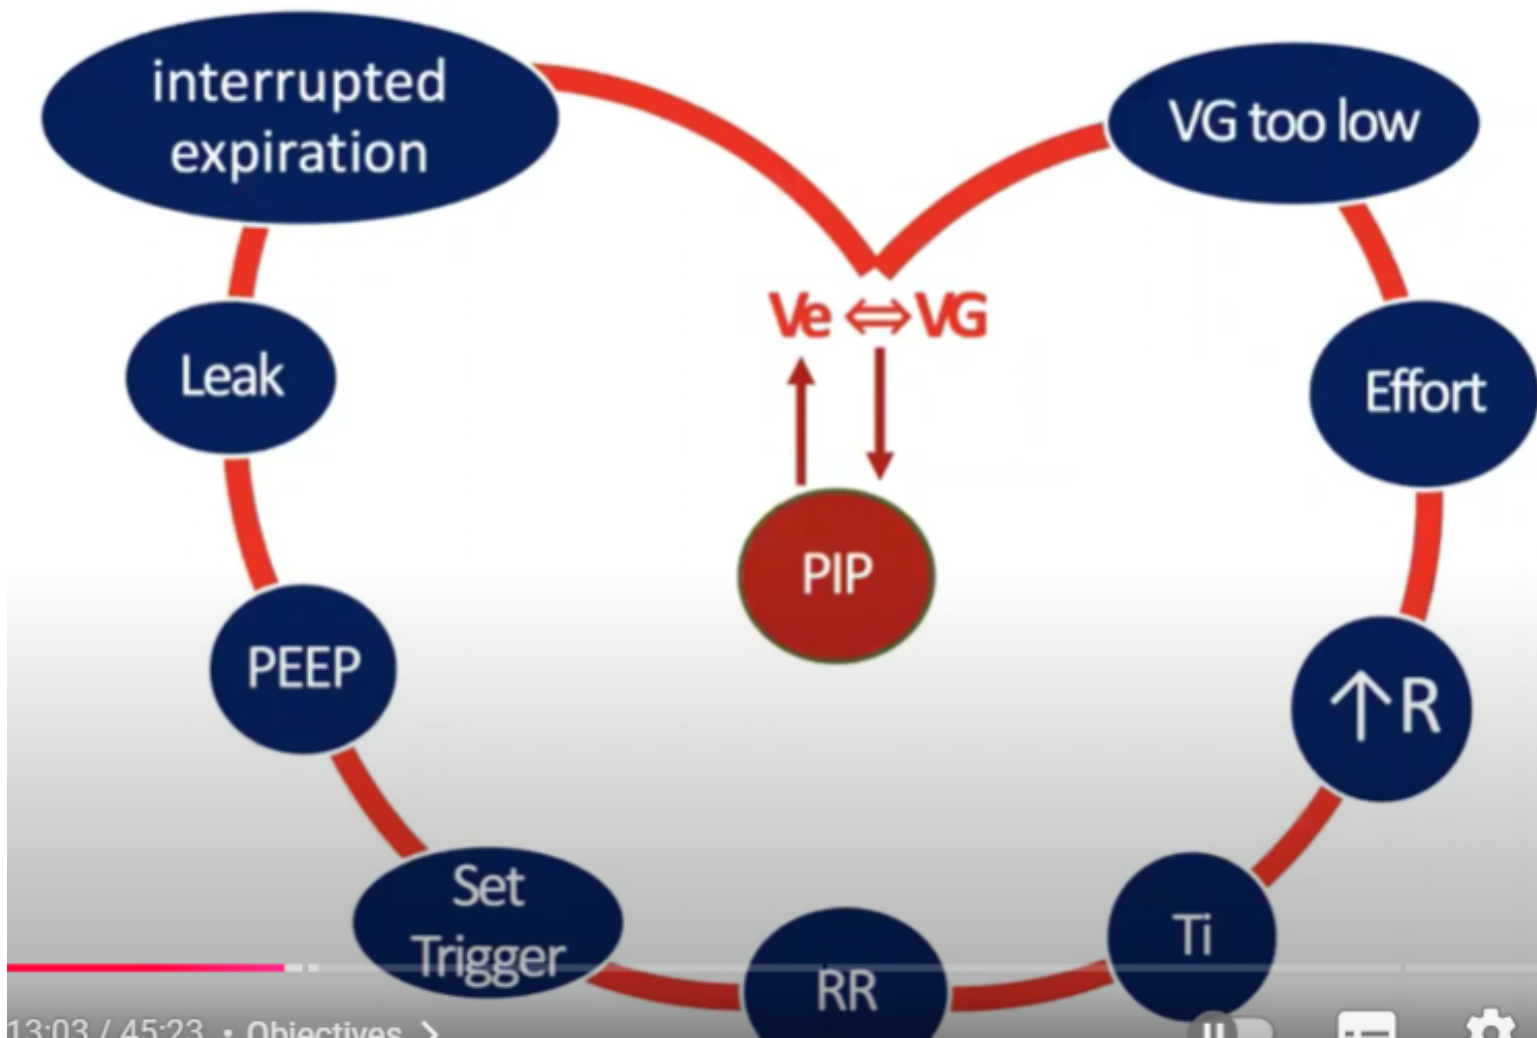 interrupted
expiration
VG too low
Ve ⇔ VG
Leak
Effort
PIP
PEEP
↑R
Set
Trigger
Ti
RR
13:03 / 45:23 • Objectives >